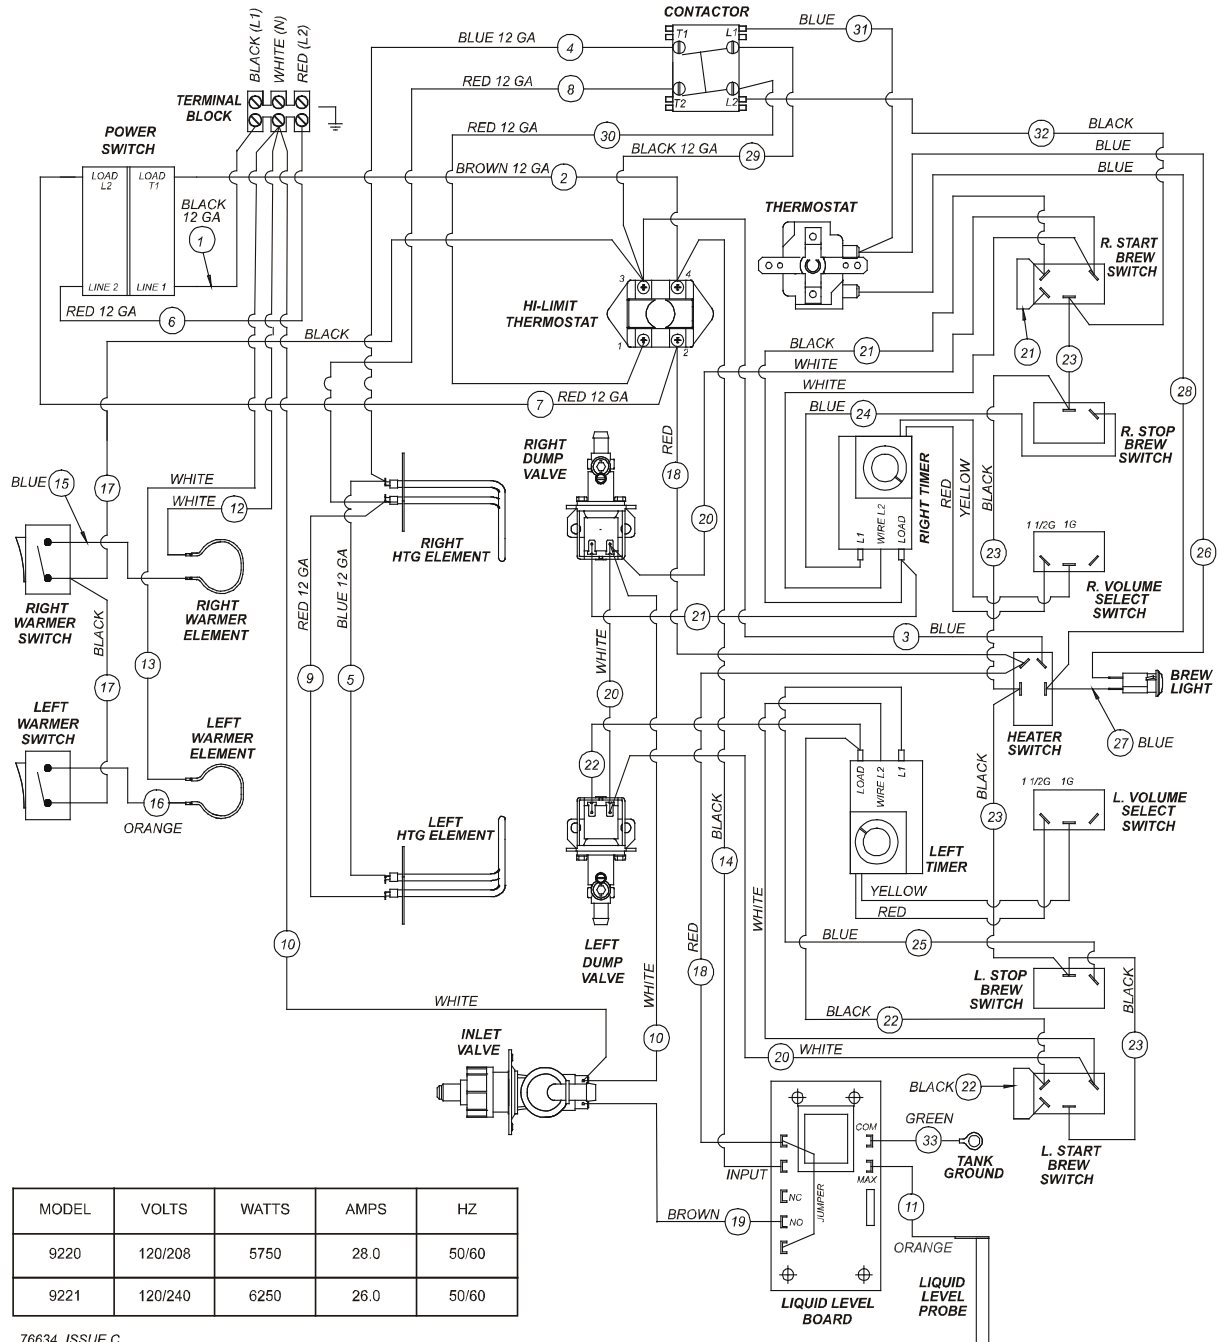 CONTACTOR
BLUE
31
BLUE 12 GA
4
T1
L1
BLACK (L1)
WHITE (N)
RED (L2)
RED 12 GA
8
T2
L2
TERMINAL
BLOCK
POWER
SWITCH
RED 12 GA
30
BLACK 12 GA
29
32
BLACK
BLUE
BLUE
BROWN 12 GA
2
LOAD
L2
LOAD
T1
BLACK
12 GA
1
LINE 2
LINE 1
RED 12 GA
6
THERMOSTAT
R. START
BREW
SWITCH
3
4
HI-LIMIT
THERMOSTAT
1
2
BLACK
BLACK
21
WHITE
WHITE
21
23
28
7
RED 12 GA
BLUE
24
R. STOP
BREW
SWITCH
RIGHT
DUMP
VALVE
RED
18
BLUE
15
17
WHITE
WHITE
12
20
RIGHT TIMER
L1
WIRE L2
LOAD
RED
YELLOW
BLACK
23
1 1/2G
1G
26
RIGHT
HTG ELEMENT
R. VOLUME
SELECT
SWITCH
RIGHT
WARMER
SWITCH
RIGHT
WARMER
ELEMENT
RED 12 GA
BLUE 12 GA
21
3
BLUE
BLACK
13
9
5
WHITE
20
17
BREW
LIGHT
LEFT
WARMER
SWITCH
LEFT
WARMER
ELEMENT
HEATER
SWITCH
27
BLUE
22
LOAD
WIRE L2
L1
BLACK
23
1 1/2G
1G
L. VOLUME
SELECT
SWITCH
16
ORANGE
LEFT
HTG ELEMENT
BLACK
14
LEFT
TIMER
YELLOW
RED
WHITE
10
LEFT
DUMP
VALVE
RED
18
WHITE
10
BLUE
25
L. STOP
BREW
SWITCH
BLACK
23
WHITE
INLET
VALVE
BLACK
22
20
WHITE
BLACK
22
L. START
BREW
SWITCH
GREEN
33
TANK
GROUND
COM
MAX
INPUT
NC
NO
JUMPER
BROWN
19
11
ORANGE
LIQUID LEVEL
BOARD
LIQUID
LEVEL
PROBE
MODEL VOLTS WATTS AMPS HZ
9220 120/208 5750 28.0 50/60
9221 120/240 6250 26.0 50/60
76634 ISSUE C